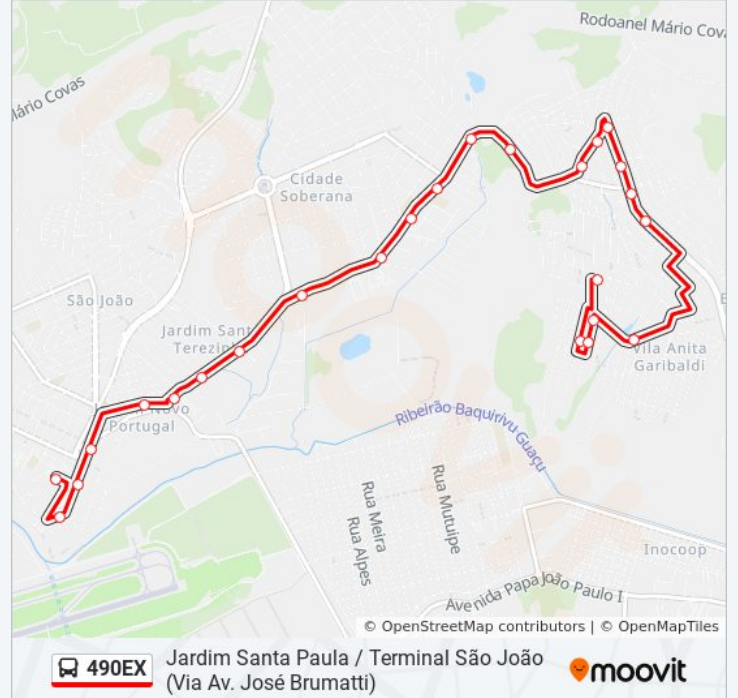 Rodoanel Mário Cova
Mário Covas
Cidade
Soberana
São João
Jardim Sant
Terezin
Novo
Portugal
Vila Anita
Garibaldi
Ribeirão Baquirivu Guaçu
Rua Meira
Rua Alpes
Rua Mutuipe
Inocoop
Avenida Papa João Paulo I
© OpenStreetMap contributors | © OpenMapTiles
490EX
Jardim Santa Paula / Terminal São João
(Via Av. José Brumatti)
moovit